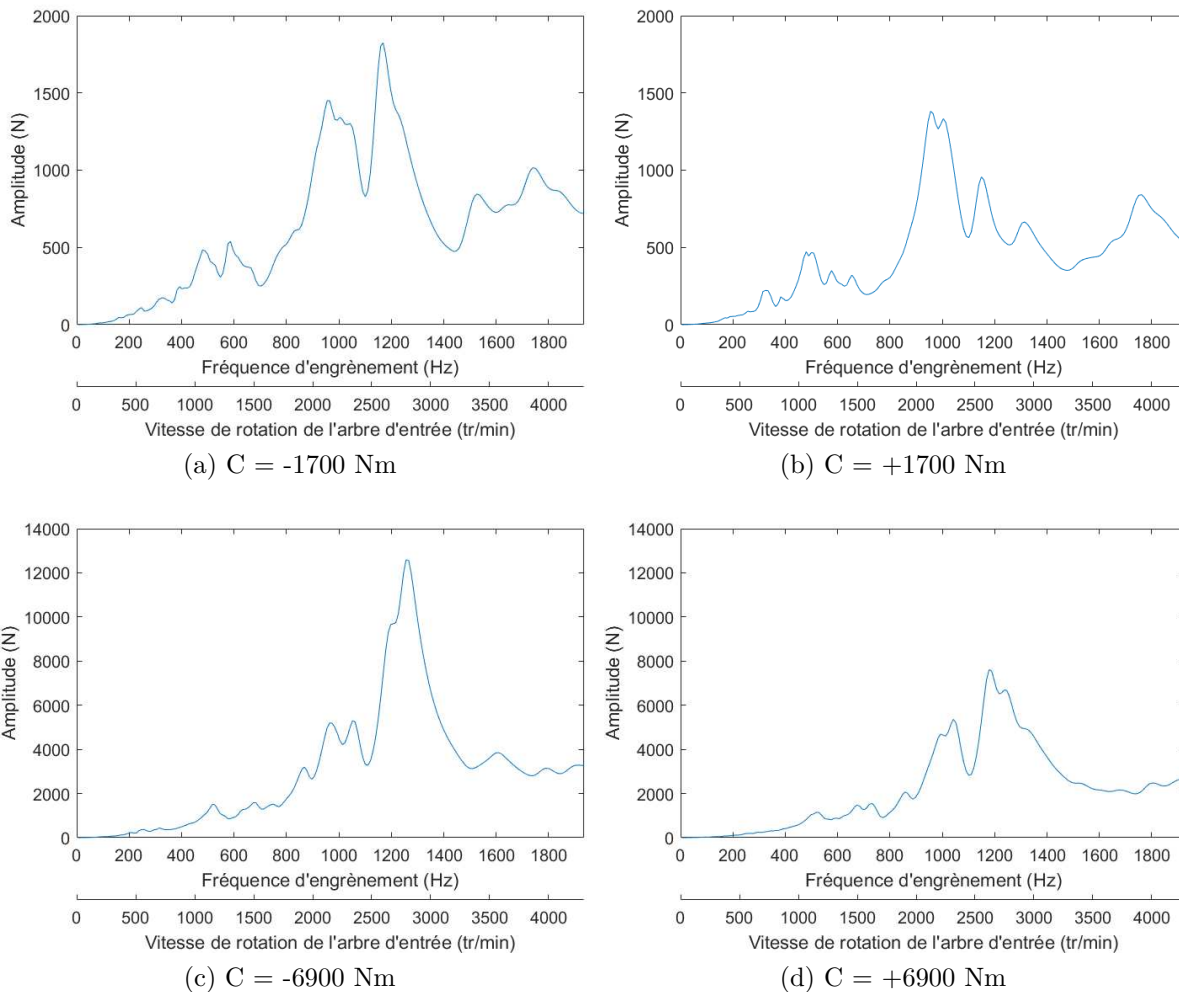 2000
1500
1000
500
0
Amplitude (N)
0 200 400 600 800 1000 1200 1400 1600 1800
Fréquence d'engrènement (Hz)
0 500 1000 1500 2000 2500 3000 3500 4000
Vitesse de rotation de l'arbre d'entrée (tr/min)
(a) C = -1700 Nm
2000
1500
1000
500
0
Amplitude (N)
0 200 400 600 800 1000 1200 1400 1600 1800
Fréquence d'engrènement (Hz)
0 500 1000 1500 2000 2500 3000 3500 4000
Vitesse de rotation de l'arbre d'entrée (tr/min)
(b) C = +1700 Nm
14000
12000
10000
8000
6000
4000
2000
0
Amplitude (N)
0 200 400 600 800 1000 1200 1400 1600 1800
Fréquence d'engrènement (Hz)
0 500 1000 1500 2000 2500 3000 3500 4000
Vitesse de rotation de l'arbre d'entrée (tr/min)
(c) C = -6900 Nm
14000
12000
10000
8000
6000
4000
2000
0
Amplitude (N)
0 200 400 600 800 1000 1200 1400 1600 1800
Fréquence d'engrènement (Hz)
0 500 1000 1500 2000 2500 3000 3500 4000
Vitesse de rotation de l'arbre d'entrée (tr/min)
(d) C = +6900 Nm